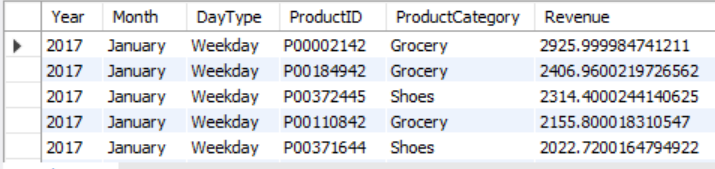 Year Month DayType ProductID ProductCategory Revenue
2017 January Weekday P00002142 Grocery 2925.999984741211
2017 January Weekday P00184942 Grocery 2406.9600219726562
2017 January Weekday P00372445 Shoes 2314.4000244140625
2017 January Weekday P00110842 Grocery 2155.800018310547
2017 January Weekday P00371644 Shoes 2022.7200164794922